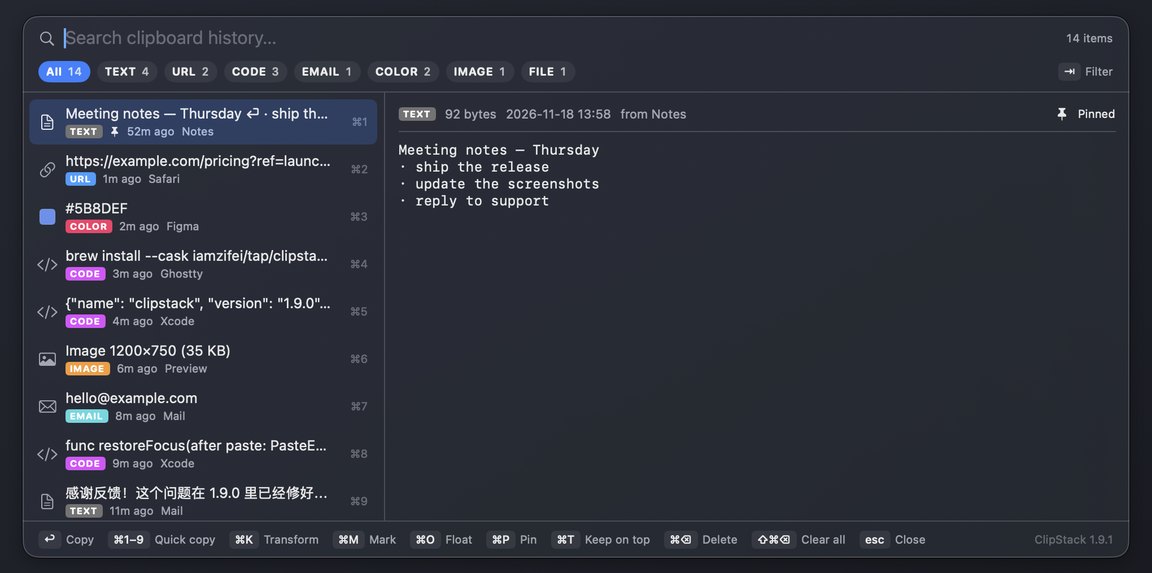 Search clipboard history...
14 items
All 14 TEXT 4 URL 2 CODE 3 EMAIL 1 COLOR 2 IMAGE 1 FILE 1
⇥ Filter
Meeting notes — Thursday ⏎ · ship th...
⌘1
TEXT 52m ago Notes
https://example.com/pricing?ref=launc...
⌘2
URL 1m ago Safari
#5B8DEF
⌘3
COLOR 2m ago Figma
brew install --cask iamzifei/tap/clipsta...
⌘4
CODE 3m ago Ghostty
{"name": "clipstack", "version": "1.9.0"...
⌘5
CODE 4m ago Xcode
Image 1200×750 (35 KB)
⌘6
IMAGE 6m ago Preview
hello@example.com
⌘7
EMAIL 8m ago Mail
func restoreFocus(after paste: PasteE...
⌘8
CODE 9m ago Xcode
感谢反馈！这个问题在 1.9.0 里已经修好...
⌘9
TEXT 11m ago Mail
TEXT 92 bytes 2026-11-18 13:58 from Notes
Pinned
Meeting notes — Thursday
· ship the release
· update the screenshots
· reply to support
↩ Copy ⌘1–9 Quick copy ⌘K Transform ⌘M Mark ⌘O Float ⌘P Pin ⌘T Keep on top ⌘⌫ Delete ⇧⌘⌫ Clear all esc Close
ClipStack 1.9.1